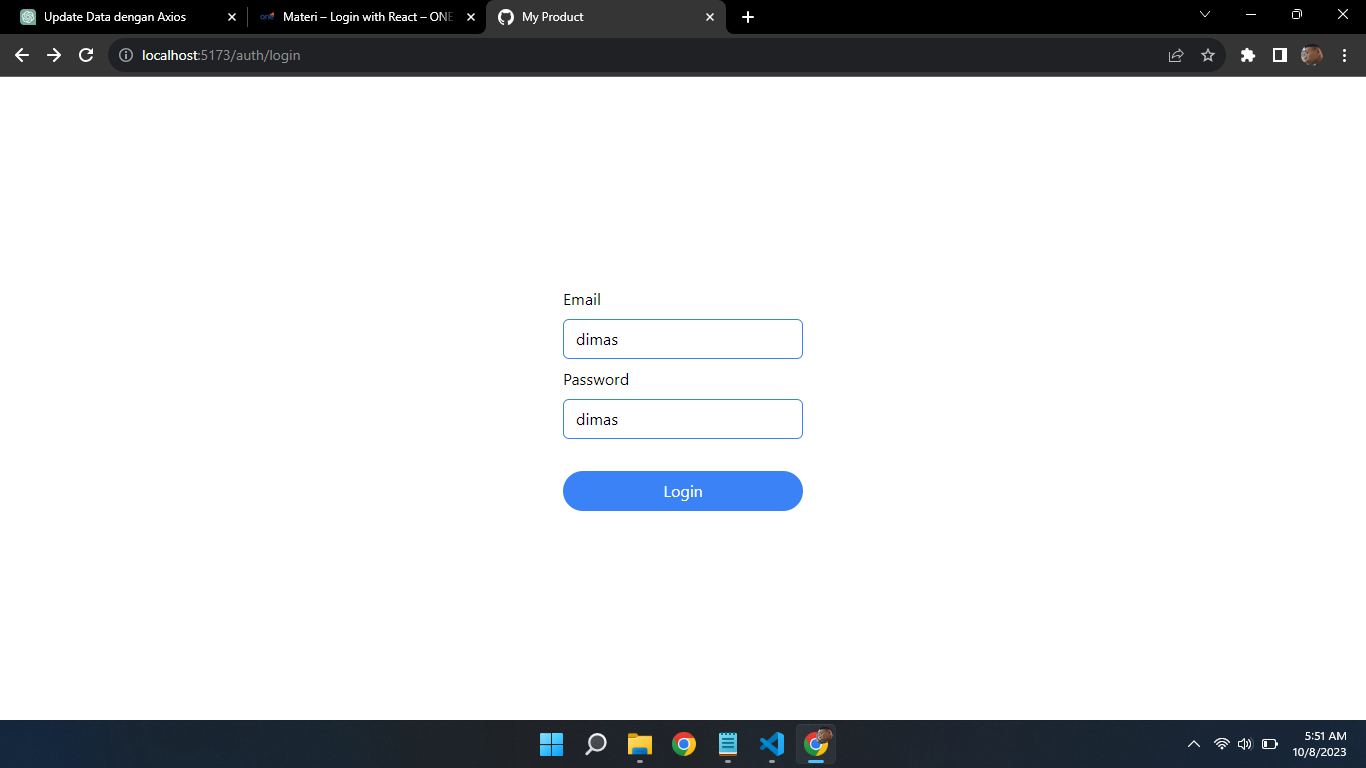 Update Data dengan Axios
Materi – Login with React – ONE
My Product
localhost:5173/auth/login
Email
dimas
Password
dimas
Login
5:51 AM
10/8/2023